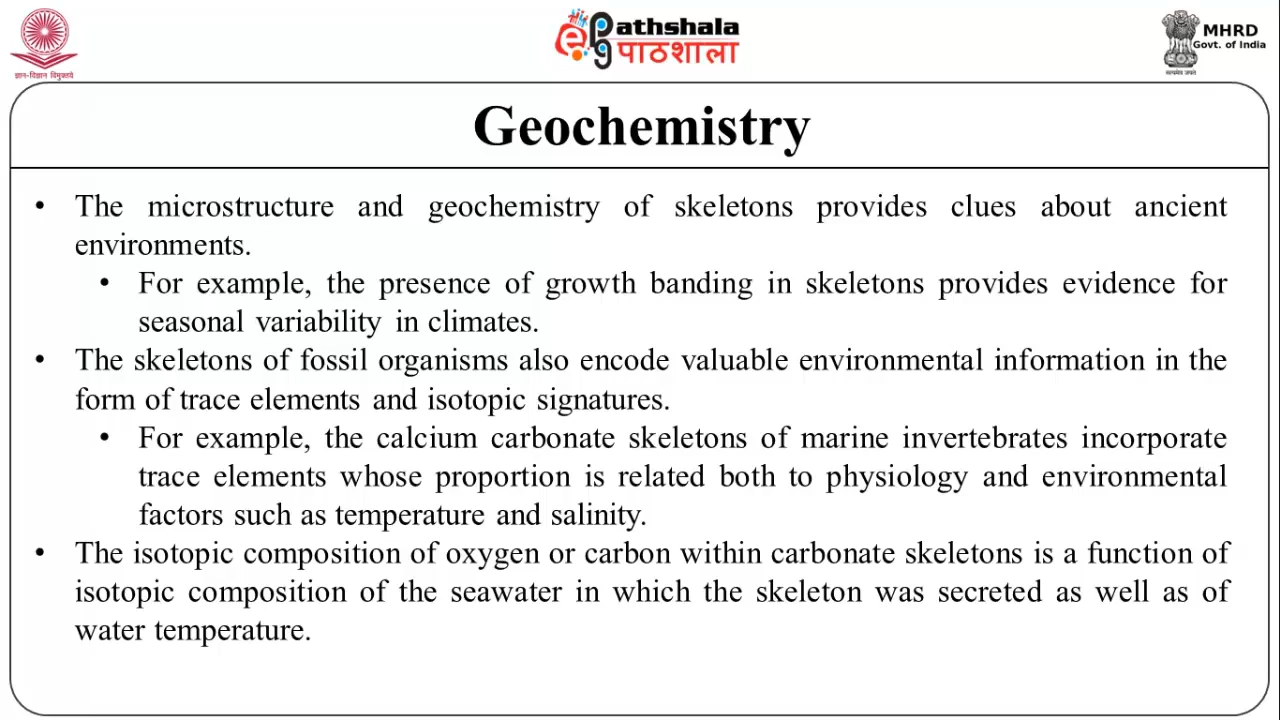 ज्ञान-विज्ञान विमुक्तये
ePathshala
पाठशाला
MHRD
Govt. of India
सत्यमेव जयते
Geochemistry
• The microstructure and geochemistry of skeletons provides clues about ancient
environments.
• For example, the presence of growth banding in skeletons provides evidence for
seasonal variability in climates.
• The skeletons of fossil organisms also encode valuable environmental information in the
form of trace elements and isotopic signatures.
• For example, the calcium carbonate skeletons of marine invertebrates incorporate
trace elements whose proportion is related both to physiology and environmental
factors such as temperature and salinity.
• The isotopic composition of oxygen or carbon within carbonate skeletons is a function of
isotopic composition of the seawater in which the skeleton was secreted as well as of
water temperature.